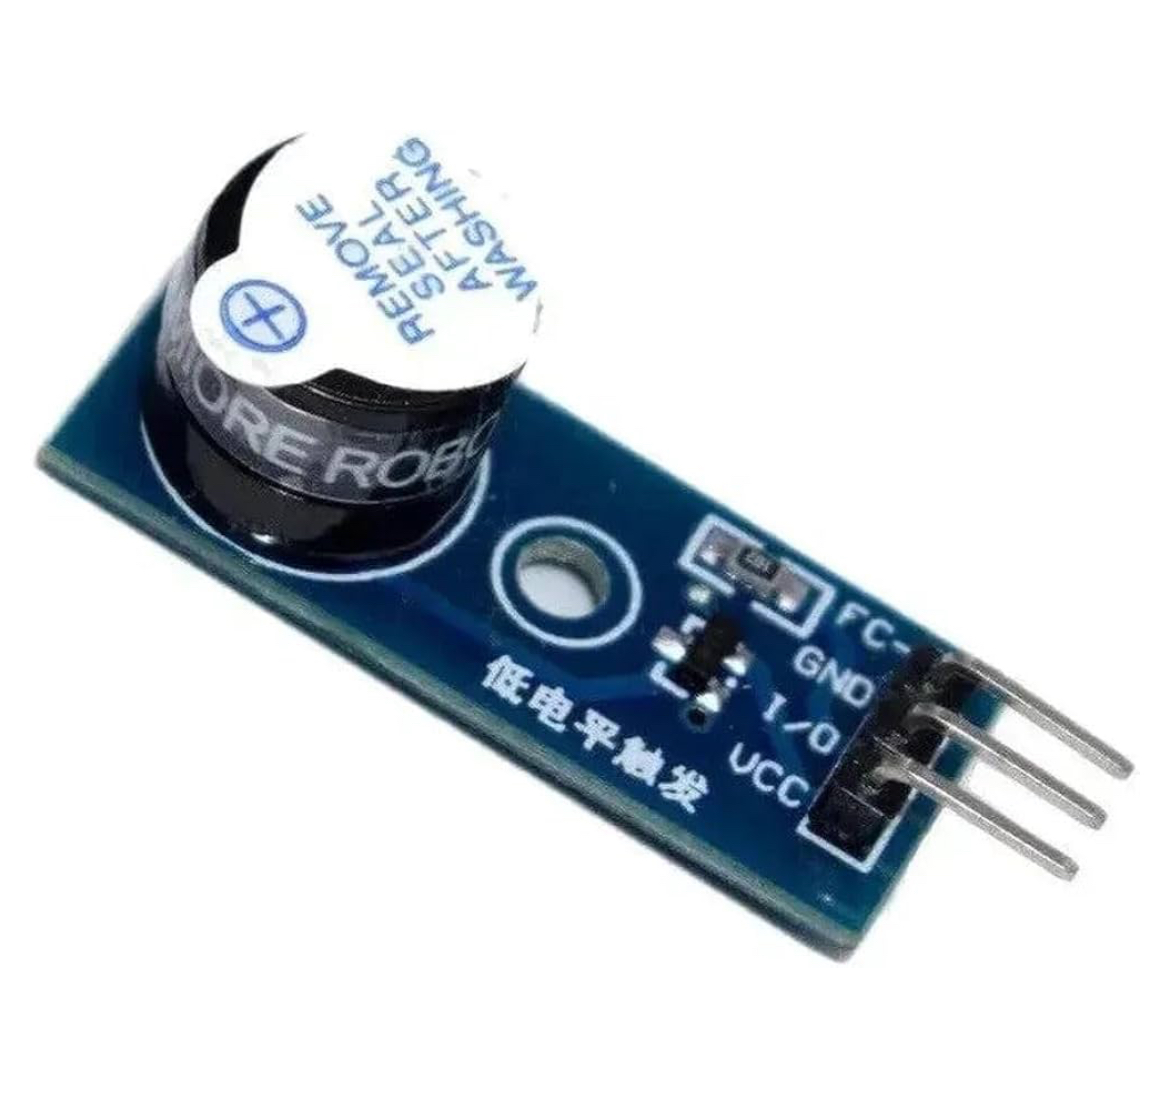 REMOVE
SEAL
AFTER
WASHING
+
ORE ROBO
FC-
GND
I/O
VCC
低电平触发